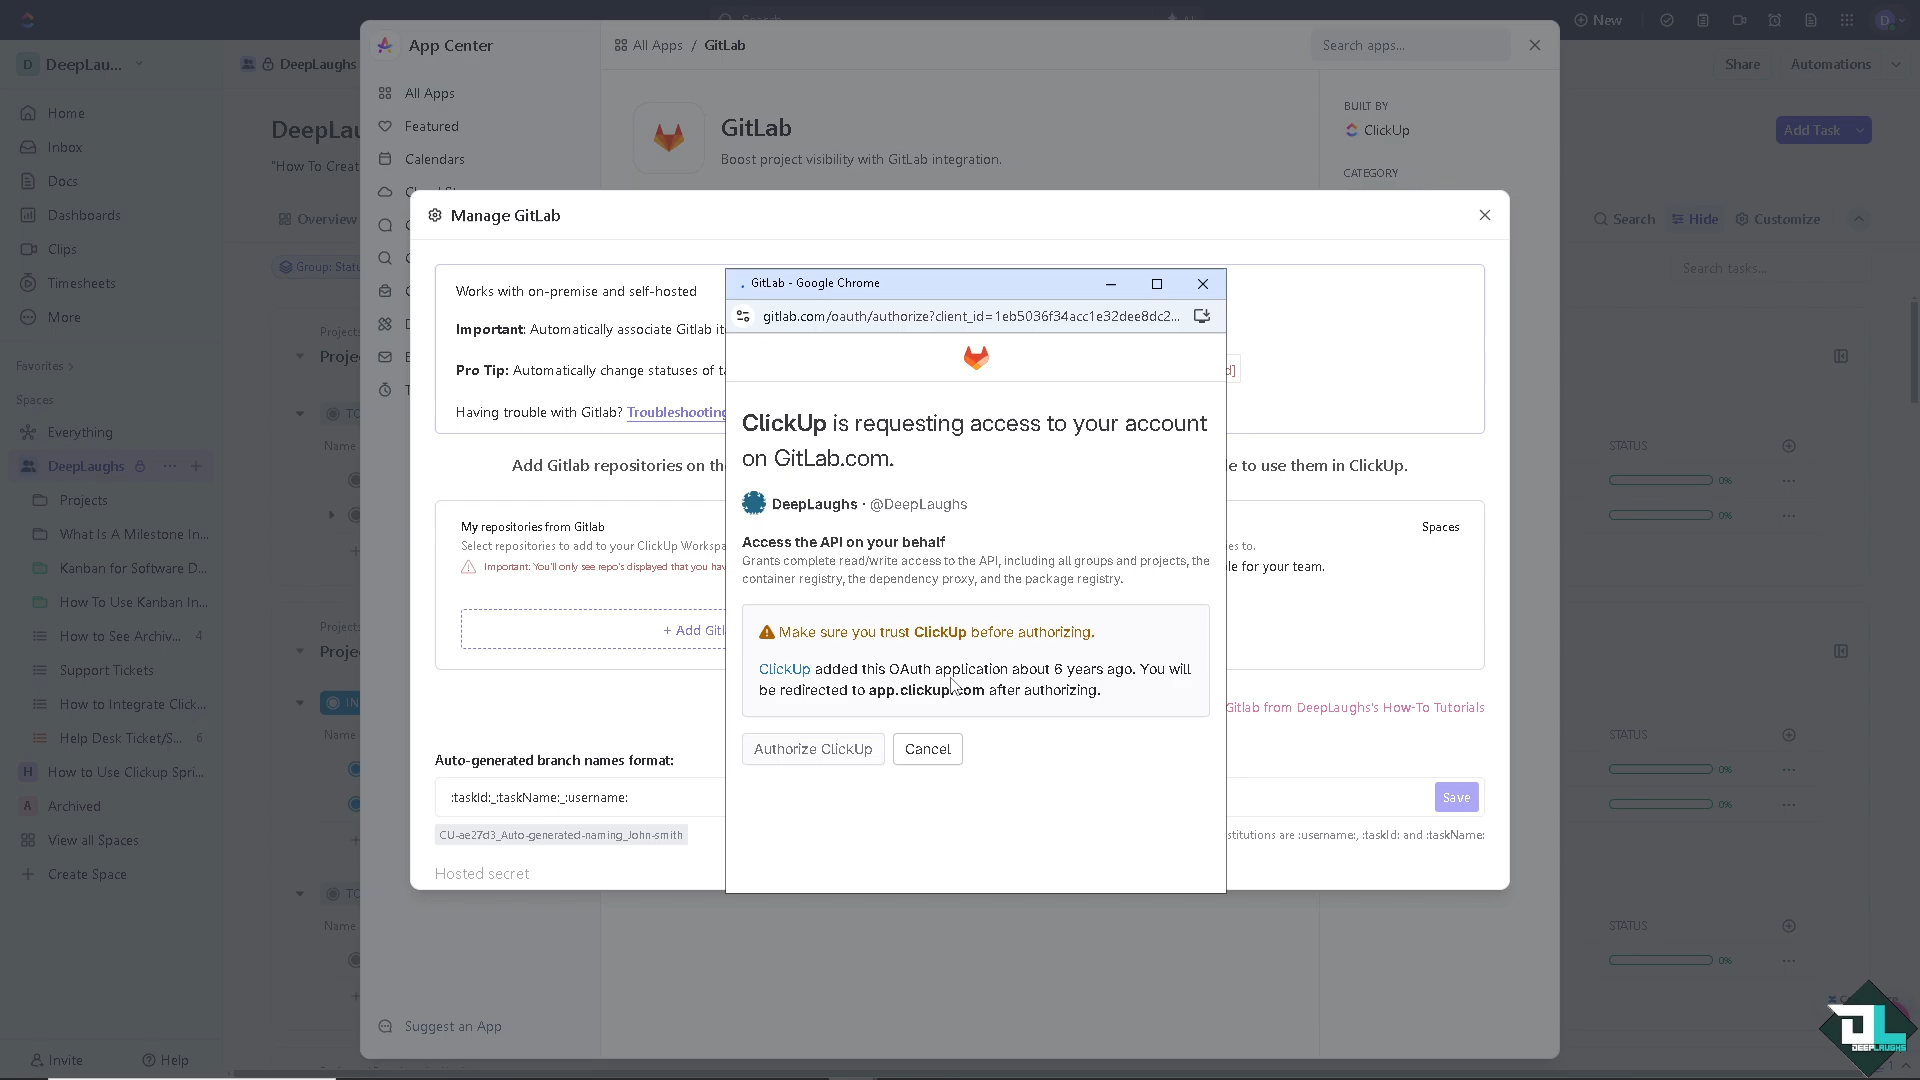 Search
AI
New
D
D
DeepLau...
DeepLaughs
Share
Automations
Home
Inbox
Docs
Dashboards
Clips
Timesheets
More
Favorites
Spaces
Everything
DeepLaughs
Projects
What Is A Milestone In...
Kanban for Software D...
How To Use Kanban In...
How to See Archiv... 4
Support Tickets
How to Integrate Click...
Help Desk Ticket/S... 6
H How to Use Clickup Spri...
A Archived
View all Spaces
Create Space
Invite
Help
DeepLau
"How To Creat
Overview
Group: Statu
Add Task
Search
Hide
Customize
Search tasks...
Projects
Proje
TO
Name
STATUS
0%
0%
Project
Proje
IN
Name
STATUS
0%
0%
TO
Name
STATUS
0%
App Center
All Apps / GitLab
Search apps...
All Apps
Featured
Calendars
Suggest an App
GitLab
Boost project visibility with GitLab integration.
BUILT BY
ClickUp
CATEGORY
Manage GitLab
Works with on-premise and self-hosted
Important: Automatically associate Gitlab it
Pro Tip: Automatically change statuses of ta
d]
Having trouble with Gitlab? Troubleshooting
Add Gitlab repositories on th
e to use them in ClickUp.
My repositories from Gitlab
Select repositories to add to your ClickUp Workspa
Important: You'll only see repo's displayed that you hav
+ Add Gitl
Spaces
es to.
le for your team.
Gitlab from DeepLaughs's How-To Tutorials
Auto-generated branch names format:
:taskId:_:taskName:_:username:
Save
CU-ae27d3_Auto-generated-naming_John-smith
stitutions are :username:, :taskId: and :taskName:
Hosted secret
GitLab - Google Chrome
gitlab.com/oauth/authorize?client_id=1eb5036f34acc1e32dee8dc2...
ClickUp is requesting access to your account
on GitLab.com.
DeepLaughs · @DeepLaughs
Access the API on your behalf
Grants complete read/write access to the API, including all groups and projects, the
container registry, the dependency proxy, and the package registry.
Make sure you trust ClickUp before authorizing.
ClickUp added this OAuth application about 6 years ago. You will
be redirected to app.clickup.com after authorizing.
Authorize ClickUp
Cancel
DL
DEEPLAUGHS